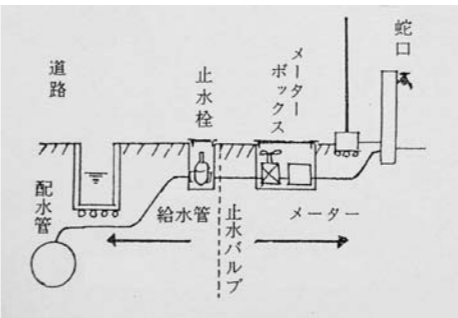 道路
止水栓
メーター
ボックス
蛇口
配水管
給水管
止水バルブ
メーター